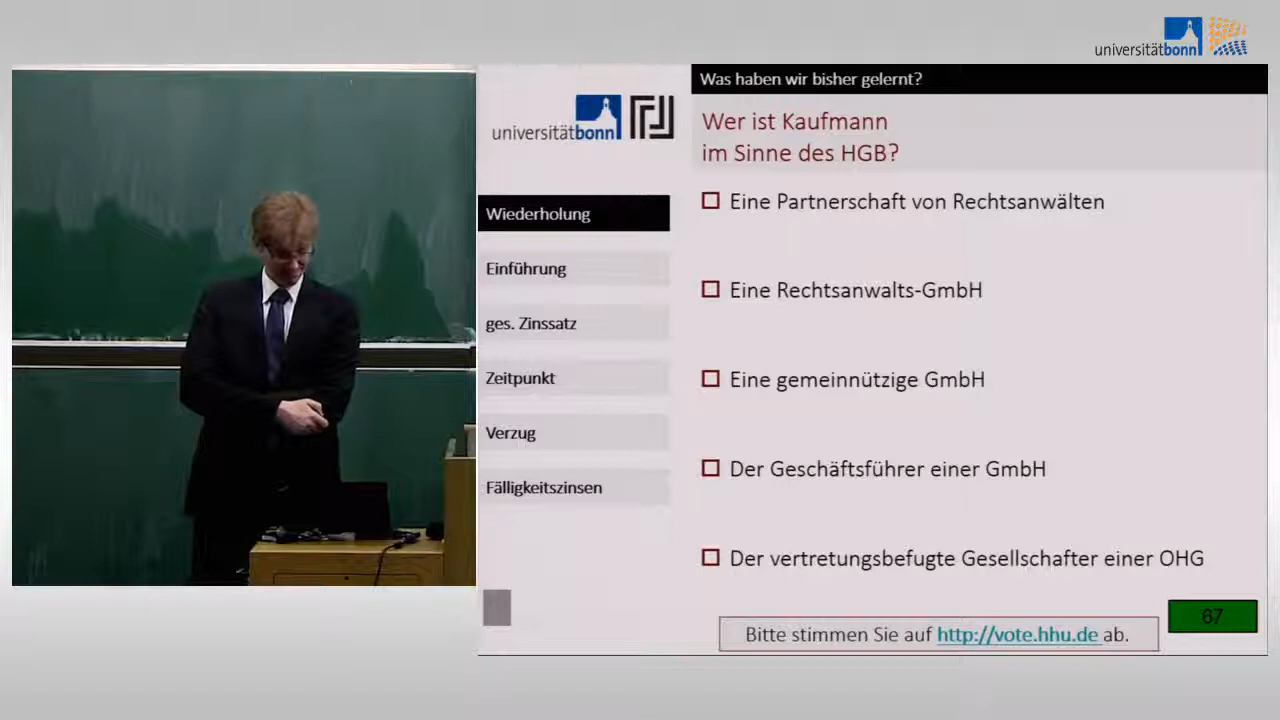 universitätbonn
Was haben wir bisher gelernt?
universitätbonn
Wer ist Kaufmann
im Sinne des HGB?
Wiederholung
Einführung
ges. Zinssatz
Zeitpunkt
Verzug
Fälligkeitszinsen
Eine Partnerschaft von Rechtsanwälten
Eine Rechtsanwalts-GmbH
Eine gemeinnützige GmbH
Der Geschäftsführer einer GmbH
Der vertretungsbefugte Gesellschafter einer OHG
67
Bitte stimmen Sie auf http://vote.hhu.de ab.